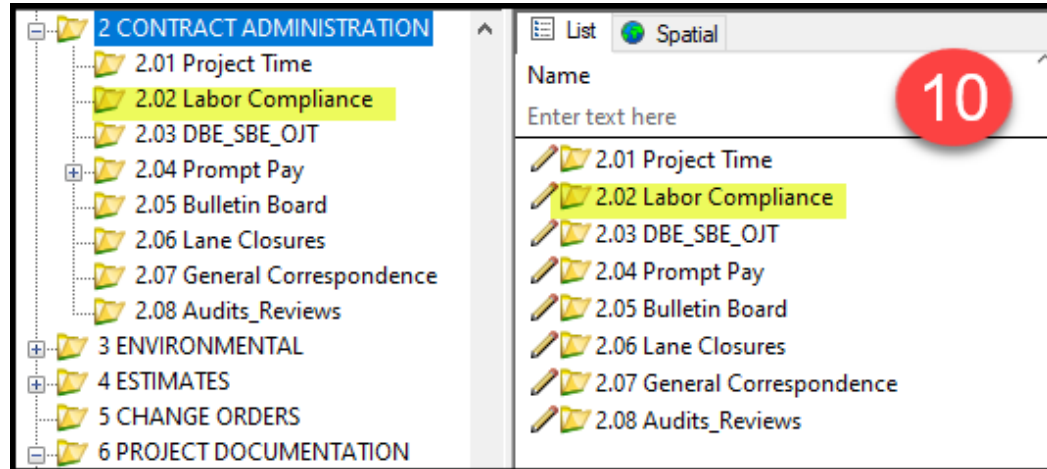 2 CONTRACT ADMINISTRATION
2.01 Project Time
2.02 Labor Compliance
2.03 DBE_SBE_OJT
2.04 Prompt Pay
2.05 Bulletin Board
2.06 Lane Closures
2.07 General Correspondence
2.08 Audits_Reviews
3 ENVIRONMENTAL
4 ESTIMATES
5 CHANGE ORDERS
6 PROJECT DOCUMENTATION
List Spatial
Name
10
Enter text here
2.01 Project Time
2.02 Labor Compliance
2.03 DBE_SBE_OJT
2.04 Prompt Pay
2.05 Bulletin Board
2.06 Lane Closures
2.07 General Correspondence
2.08 Audits_Reviews